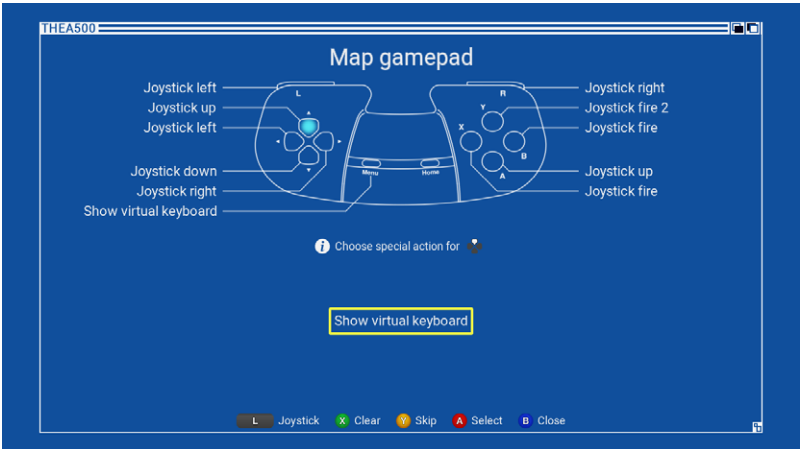 THEA500
Map gamepad
Joystick left
Joystick up
Joystick left
Joystick down
Joystick right
Show virtual keyboard
L
Menu
Home
R
Y
X
B
A
Joystick right
Joystick fire 2
Joystick fire
Joystick up
Joystick fire
i Choose special action for
Show virtual keyboard
L Joystick X Clear Y Skip A Select B Close